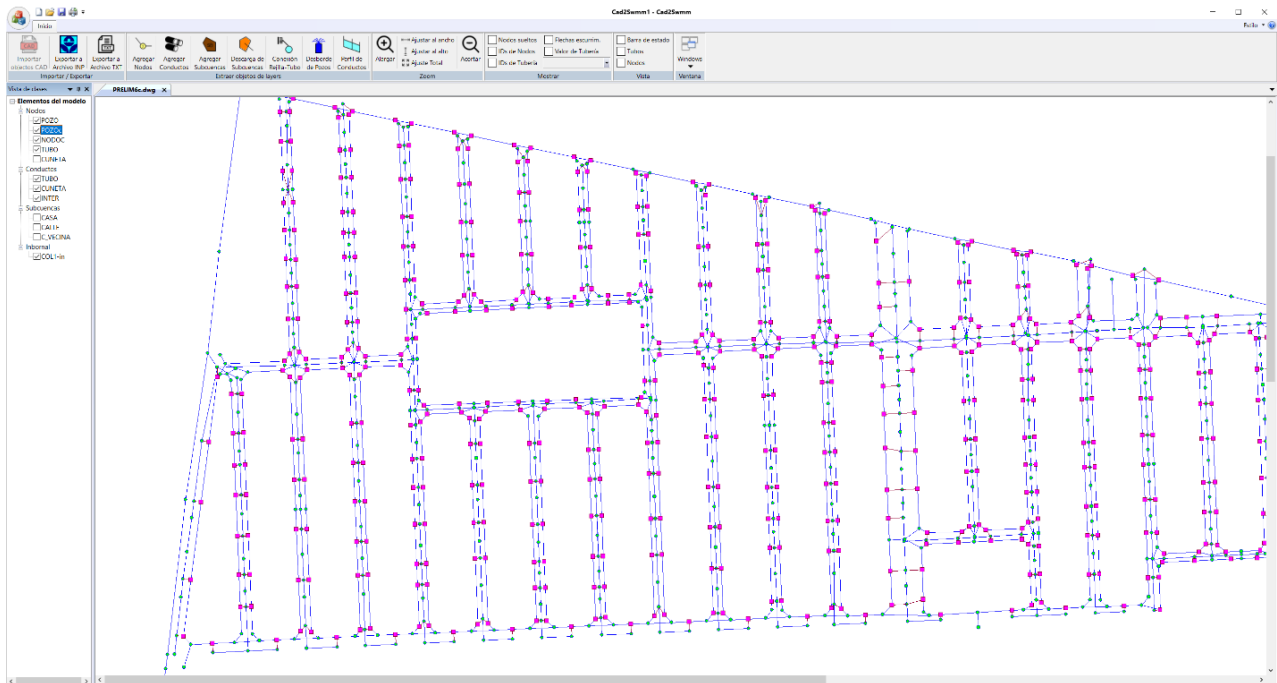 Cad2Swmm1 - Cad2Swmm
Inicio
Estilo
Importar objetos CAD
Exportar a Archivo INP
Exportar a Archivo TXT
Agregar Nodos
Agregar Conductos
Agregar Subcuencas
Descarga de Subcuencas
Conexión Rejilla-Tubo
Desborde de Pozos
Perfil de Conductos
Alargar
Ajustar al ancho
Ajustar al alto
Ajuste Total
Acortar
Nodos sueltos
IDs de Nodos
IDs de Tubería
Flechas escurrim.
Valor de Tubería
Barra de estado
Tubos
Nodos
Windows
Importar / Exportar
Extraer objetos de layers
Zoom
Mostrar
Vista
Ventana
Vista de clases
PRELIM6c.dwg
Elementos del modelo
Nodos
POZO
POZOc
NODOC
TUBO
CUNETA
Conductos
TUBO
CUNETA
INTER
Subcuencas
CASA
CALLE
C_VECINA
Imbornal
COL1-in